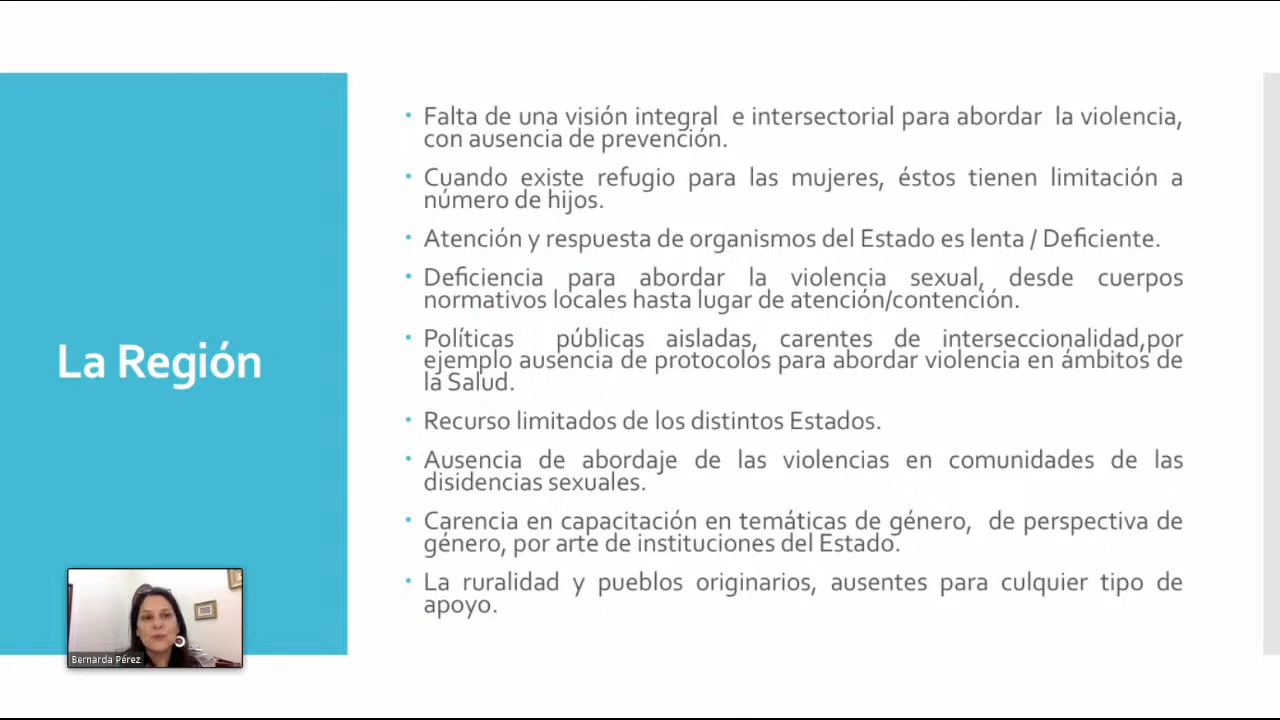 La Región
• Falta de una visión integral e intersectorial para abordar la violencia,
con ausencia de prevención.
• Cuando existe refugio para las mujeres, éstos tienen limitación a
número de hijos.
• Atención y respuesta de organismos del Estado es lenta / Deficiente.
• Deficiencia para abordar la violencia sexual, desde cuerpos
normativos locales hasta lugar de atención/contención.
• Políticas públicas aisladas, carentes de interseccionalidad,por
ejemplo ausencia de protocolos para abordar violencia en ámbitos de
la Salud.
• Recurso limitados de los distintos Estados.
• Ausencia de abordaje de las violencias en comunidades de las
disidencias sexuales.
• Carencia en capacitación en temáticas de género, de perspectiva de
género, por arte de instituciones del Estado.
• La ruralidad y pueblos originarios, ausentes para culquier tipo de
apoyo.
Bernarda Pérez